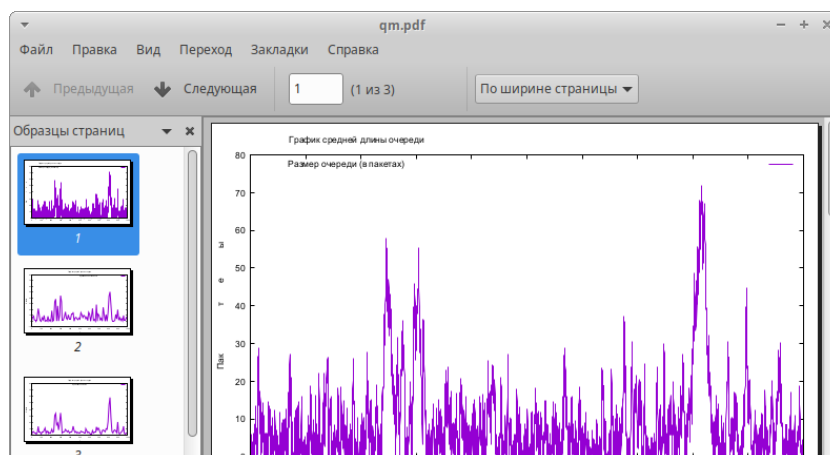 qm.pdf
Файл Правка Вид Переход Закладки Справка
Предыдущая Следующая 1 (1 из 3) По ширине страницы
Образцы страниц
1
2
График средней длины очереди
Размер очереди (в пакетах)
80
70
60
50
40
30
20
10
Пакеты